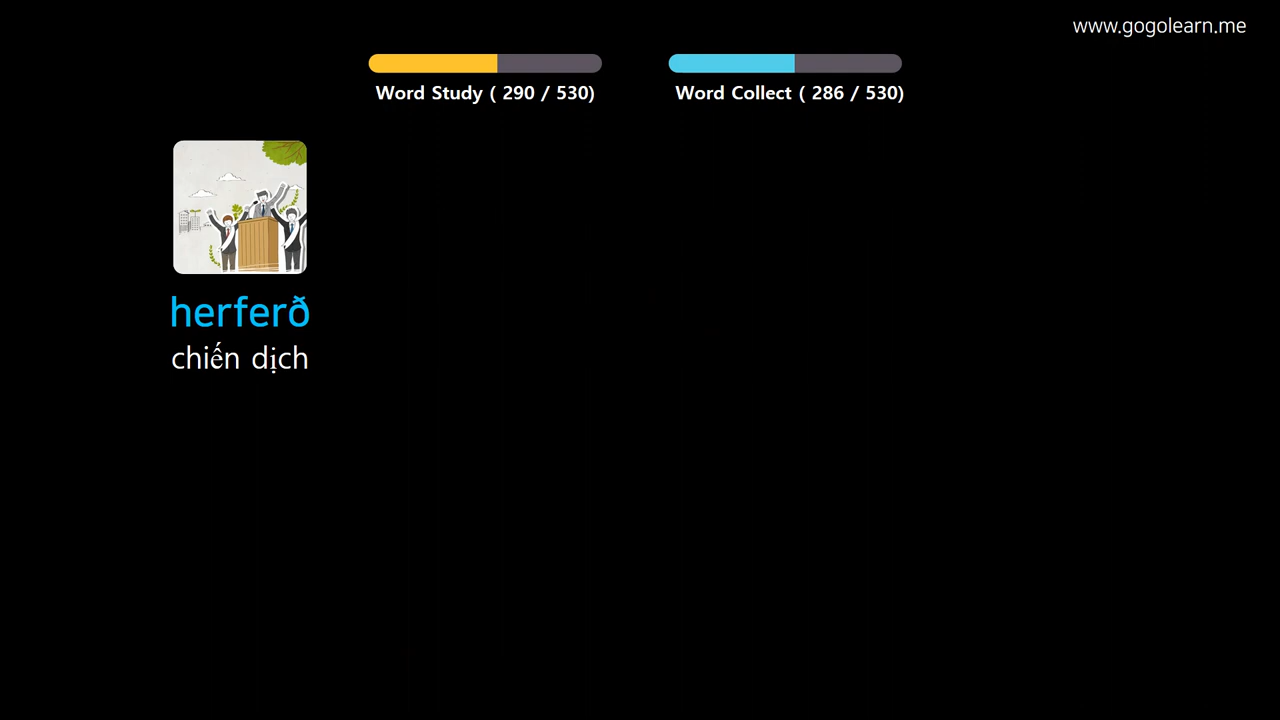 www.gogolearn.me
Word Study ( 290 / 530)
Word Collect ( 286 / 530)
herferð
chiến dịch